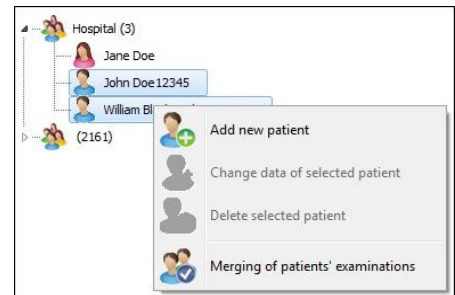 Hospital (3)
Jane Doe
John Doe12345
William
(2161)
Add new patient
Change data of selected patient
Delete selected patient
Merging of patients' examinations